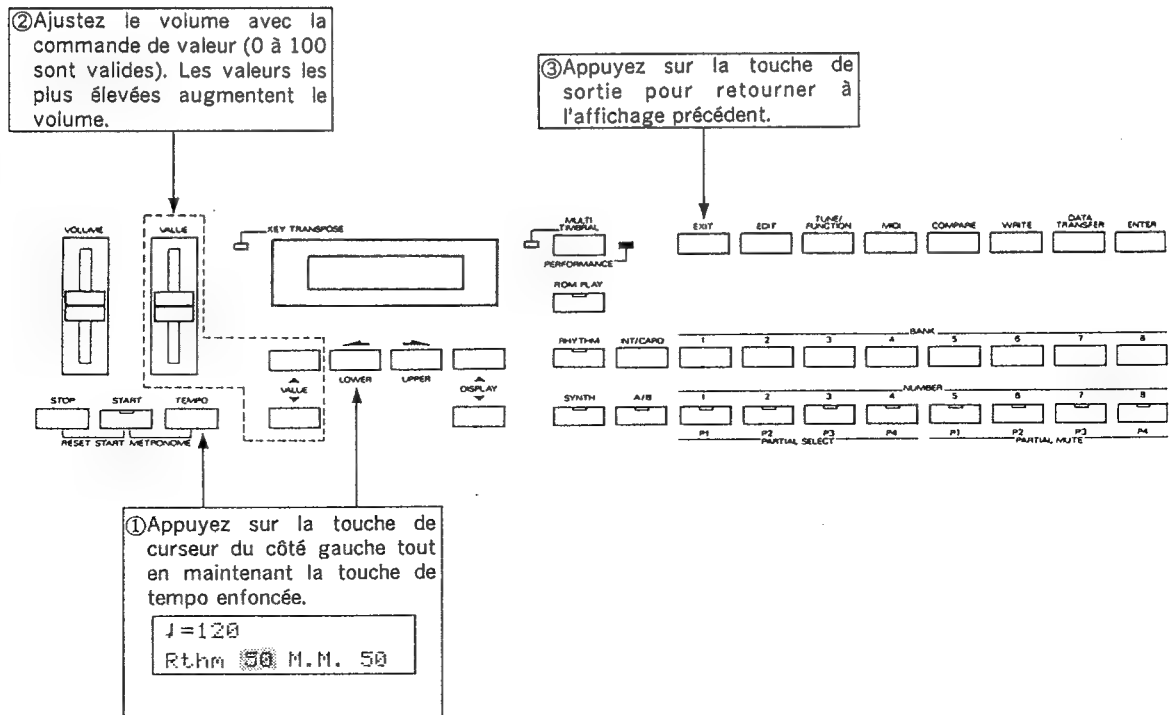 ②Ajustez le volume avec la
commande de valeur (0 à 100
sont valides). Les valeurs les
plus élevées augmentent le
volume.
③Appuyez sur la touche de
sortie pour retourner à
l'affichage précédent.
VOLUME
VALUE
KEY TRANSPOSE
MULTI
TIMBRAL
PERFORMANCE
EXIT
EDIT
TUNE/
FUNCTION
MIDI
COMPARE
WRITE
DATA
TRANSFER
ENTER
ROM PLAY
BANK
RHYTHM
INT/CARD
1 2 3 4 5 6 7 8
VALUE
LOWER
UPPER
DISPLAY
NUMBER
STOP
START
TEMPO
SYNTH
A/B
1 2 3 4 5 6 7 8
RESET START METRONOME
P1 P2 P3 P4 P1 P2 P3 P4
PARTIAL SELECT
PARTIAL MUTE
①Appuyez sur la touche de
curseur du côté gauche tout
en maintenant la touche de
tempo enfoncée.
♩=120
Rthm 50 M.M. 50